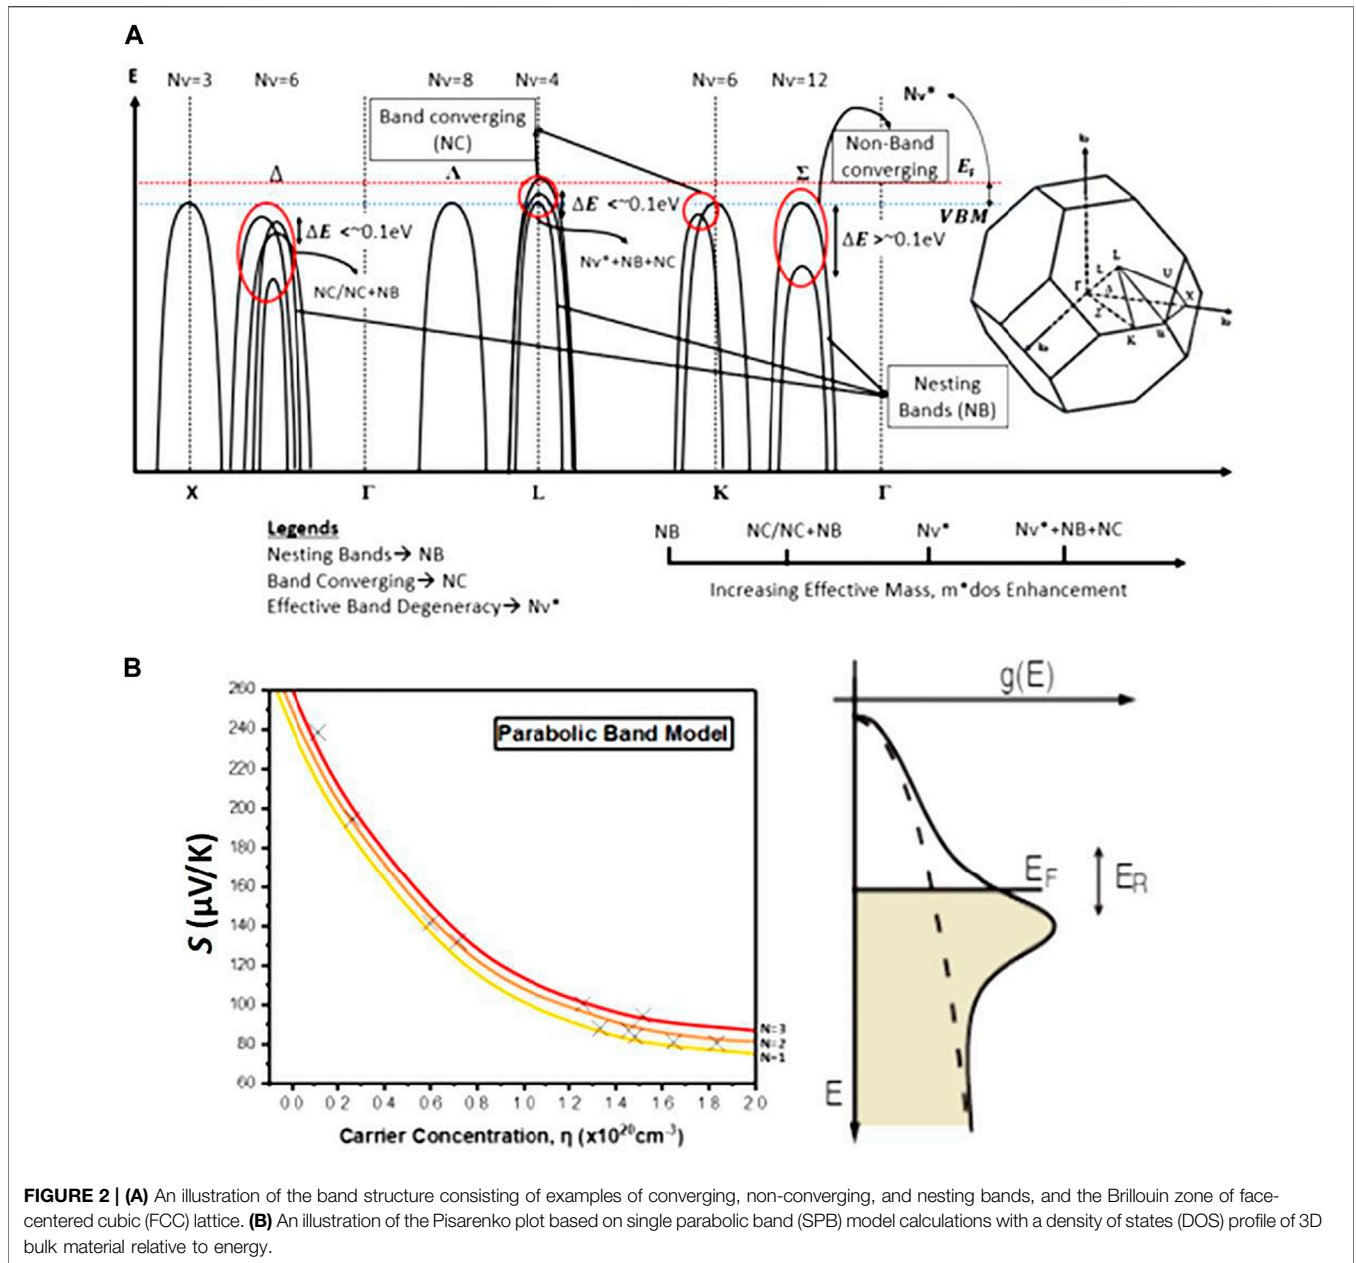 A
E
Nv=3
Nv=6
Nv=8
Nv=4
Nv=6
Nv=12
Nv*
Band converging
(NC)
Non-Band
converging
Δ
Λ
Σ
E_F
VBM
ΔE <~0.1eV
ΔE <~0.1eV
ΔE >~0.1eV
NC/NC+NB
Nv*+NB+NC
Nesting
Bands (NB)
Γ
L
L
U
X
K
X
Γ
L
K
Γ
Legends
Nesting Bands→ NB
Band Converging→ NC
Effective Band Degeneracy→ Nv*
NB
NC/NC+NB
Nv*
Nv*+NB+NC
Increasing Effective Mass, m*dos Enhancement
B
260
240
220
200
180
160
140
120
100
80
60
S (μV/K)
Parabolic Band Model
N=3
N=2
N=1
0.0 0.2 0.4 0.6 0.8 1.0 1.2 1.4 1.6 1.8 2.0
Carrier Concentration, η (x10²⁰cm⁻³)
g(E)
E_F
E_R
E
FIGURE 2 | (A) An illustration of the band structure consisting of examples of converging, non-converging, and nesting bands, and the Brillouin zone of face-
centered cubic (FCC) lattice. (B) An illustration of the Pisarenko plot based on single parabolic band (SPB) model calculations with a density of states (DOS) profile of 3D
bulk material relative to energy.